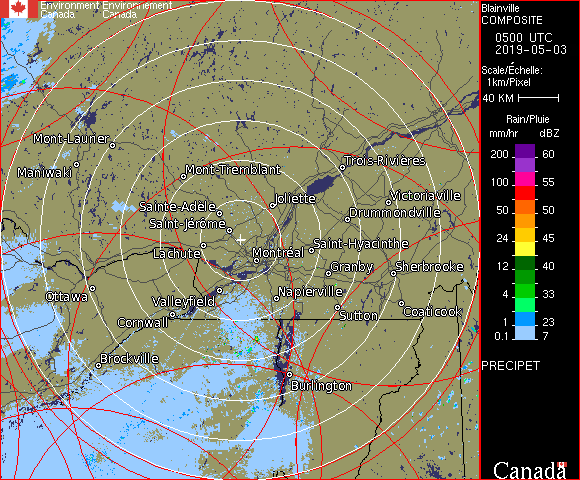 Environment Environnement
Canada Canada
Blainville
COMPOSITE
0500 UTC
2019-05-03
Scale/Échelle:
1km/Pixel
40 KM
Rain/Pluie
mm/hr dBZ
200 60
100 55
50 50
24 45
12 40
4 33
1 23
0.1 7
PRECIPET
Canada
Mont-Laurier
Maniwaki
Mont-Tremblant
Trois-Rivières
Sainte-Adèle
Joliette
Victoriaville
Saint-Jérôme
Drummondville
Lachute
Montréal
Saint-Hyacinthe
Granby
Sherbrooke
Ottawa
Valleyfield
Napierville
Cornwall
Sutton
Coaticook
Brockville
Burlington